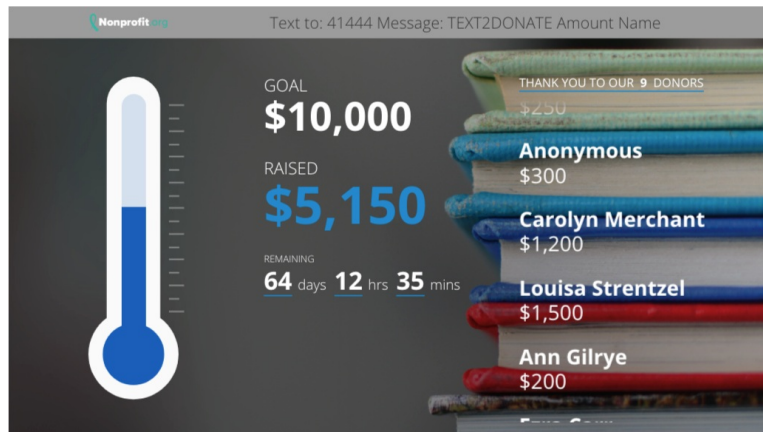 Nonprofit.org
Text to: 41444 Message: TEXT2DONATE Amount Name
GOAL
$10,000
RAISED
$5,150
REMAINING
64 days 12 hrs 35 mins
THANK YOU TO OUR 9 DONORS
$250
Anonymous
$300
Carolyn Merchant
$1,200
Louisa Strentzel
$1,500
Ann Gilrye
$200